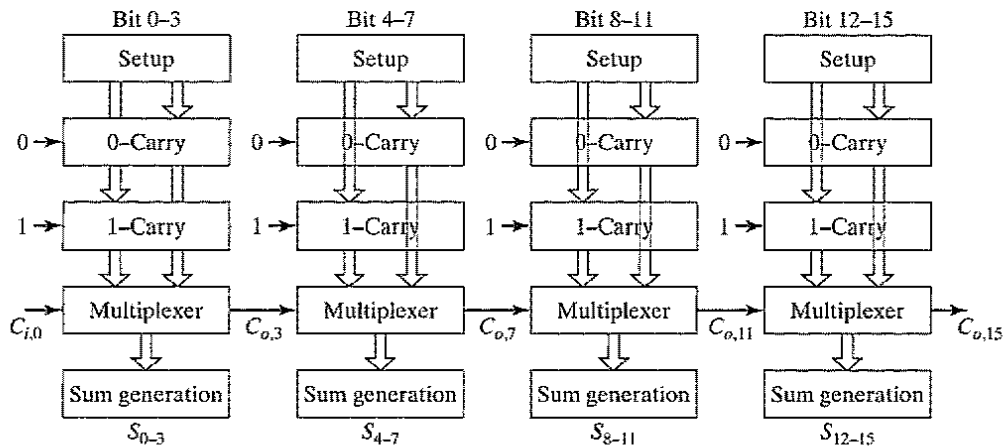 Bit 0–3 Bit 4–7 Bit 8–11 Bit 12–15
Setup Setup Setup Setup
0 0–Carry 0 0–Carry 0 0–Carry 0 0–Carry
1 1–Carry 1 1–Carry 1 1–Carry 1 1–Carry
Multiplexer Multiplexer Multiplexer Multiplexer
C_{i,0} C_{o,3} C_{o,7} C_{o,11} C_{o,15}
Sum generation Sum generation Sum generation Sum generation
S_{0–3} S_{4–7} S_{8–11} S_{12–15}